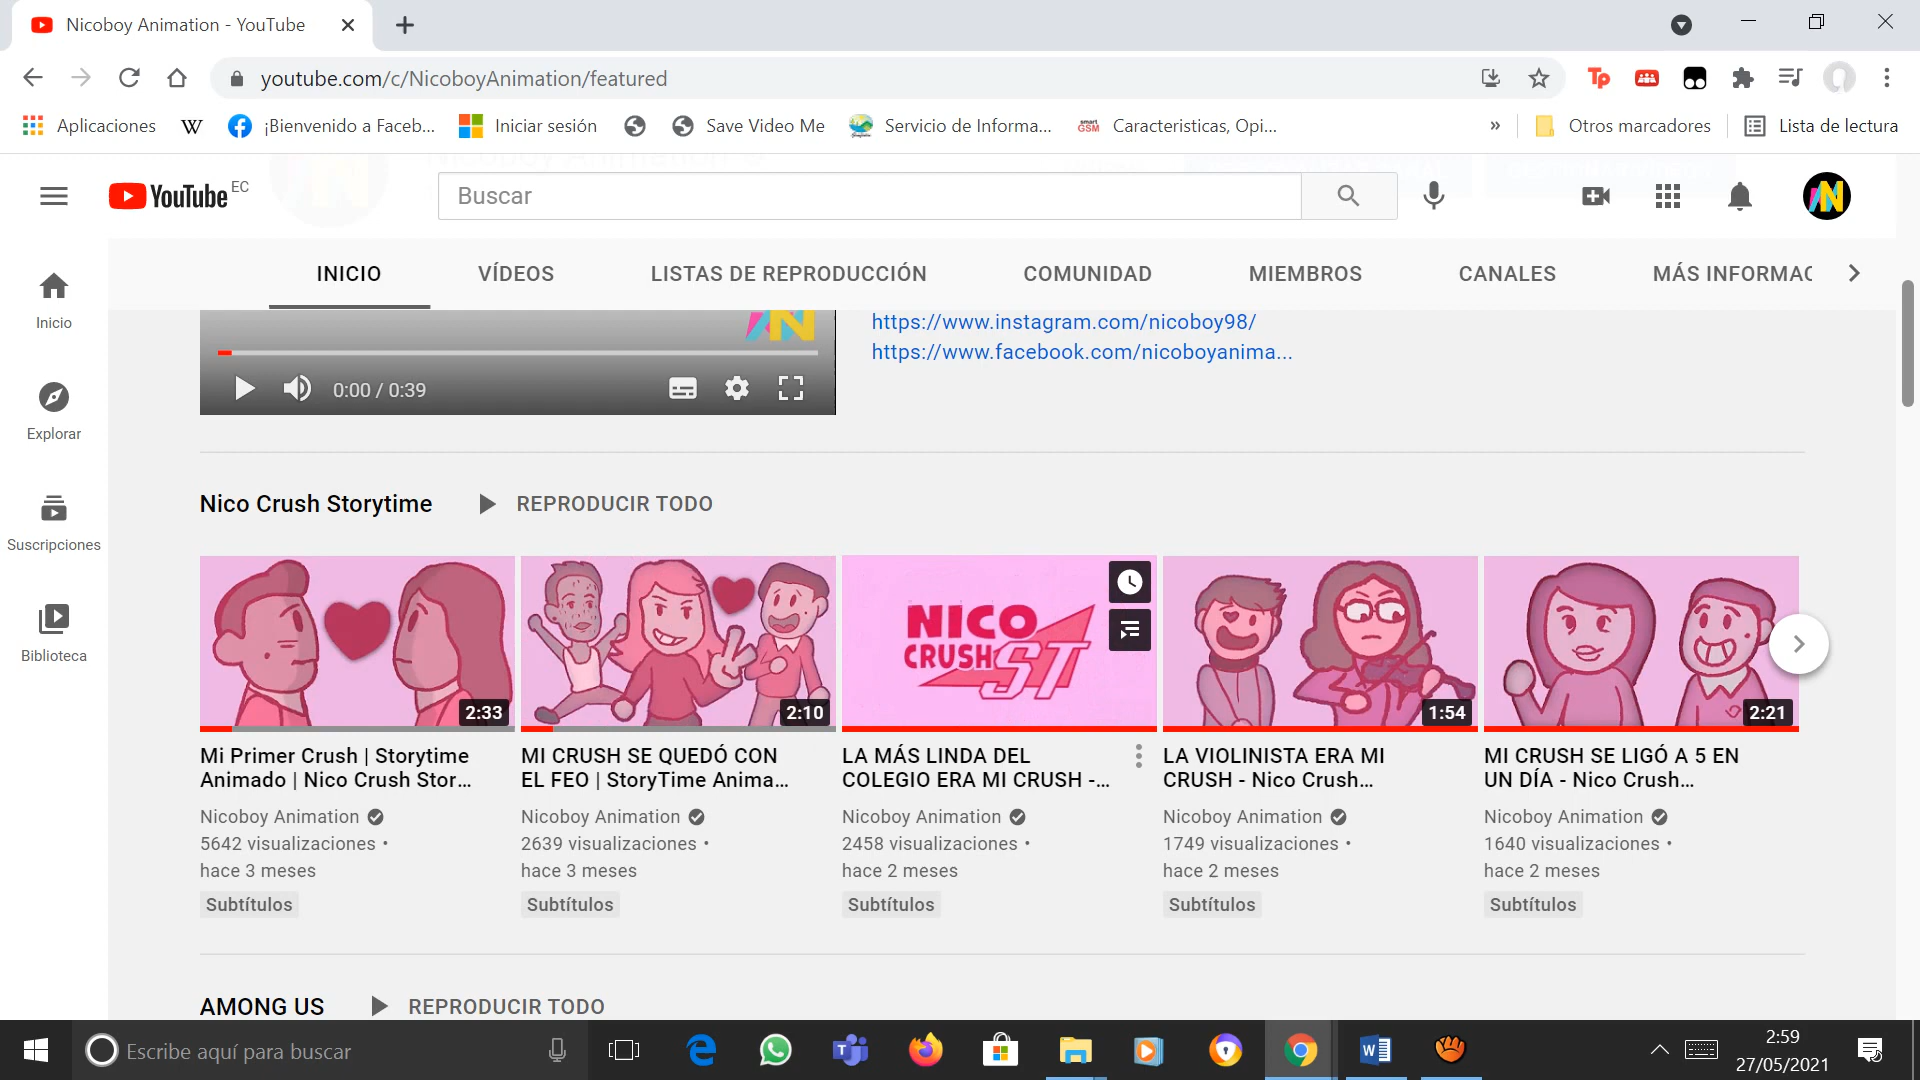 Nicoboy Animation - YouTube
youtube.com/c/NicoboyAnimation/featured
Aplicaciones
W
¡Bienvenido a Faceb...
Iniciar sesión
Save Video Me
Servicio de Informa...
smart GSM
Caracteristicas, Opi...
»
Otros marcadores
Lista de lectura
YouTube EC
Buscar
INICIO
VÍDEOS
LISTAS DE REPRODUCCIÓN
COMUNIDAD
MIEMBROS
CANALES
MÁS INFORMAC
Inicio
Explorar
Suscripciones
Biblioteca
https://www.instagram.com/nicoboy98/
https://www.facebook.com/nicoboyanima...
0:00 / 0:39
Nico Crush Storytime
REPRODUCIR TODO
2:33
Mi Primer Crush | Storytime
Animado | Nico Crush Stor...
Nicoboy Animation
5642 visualizaciones •
hace 3 meses
Subtítulos
2:10
MI CRUSH SE QUEDÓ CON
EL FEO | StoryTime Anima...
Nicoboy Animation
2639 visualizaciones •
hace 3 meses
Subtítulos
NICO
CRUSH ST
LA MÁS LINDA DEL
COLEGIO ERA MI CRUSH -...
Nicoboy Animation
2458 visualizaciones •
hace 2 meses
Subtítulos
1:54
LA VIOLINISTA ERA MI
CRUSH - Nico Crush...
Nicoboy Animation
1749 visualizaciones •
hace 2 meses
Subtítulos
2:21
MI CRUSH SE LIGÓ A 5 EN
UN DÍA - Nico Crush...
Nicoboy Animation
1640 visualizaciones •
hace 2 meses
Subtítulos
AMONG US
REPRODUCIR TODO
Escribe aquí para buscar
2:59
27/05/2021